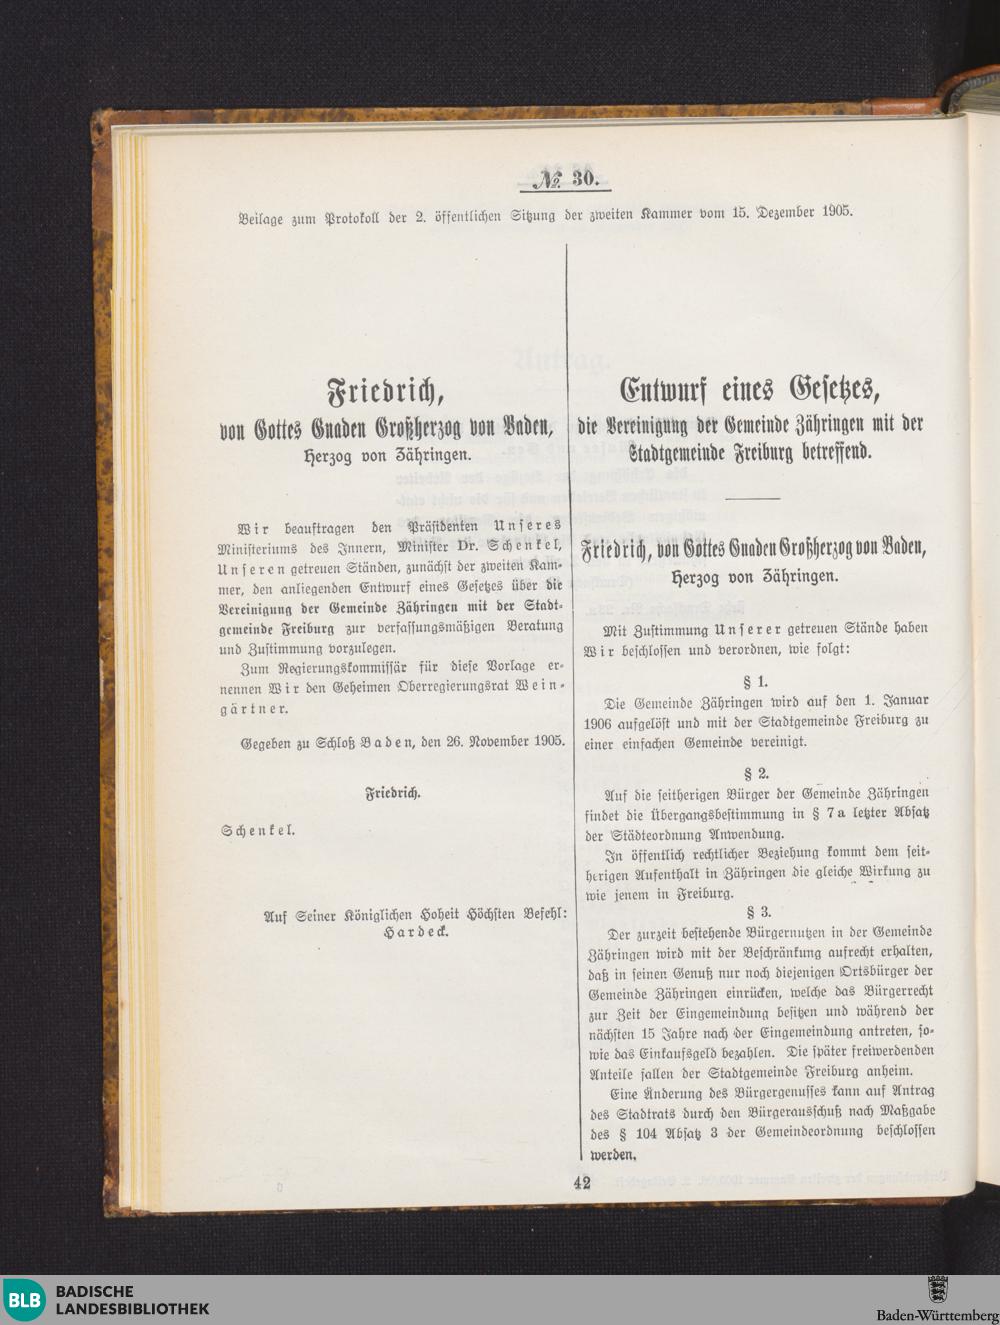 № 30.
Beilage zum Protokoll der 2. öffentlichen Sitzung der zweiten Kammer vom 15. Dezember 1905.
Friedrich,
von Gottes Gnaden Großherzog von Baden,
Herzog von Zähringen.
Wir beauftragen den Präsidenten Unseres
Ministeriums des Innern, Minister Dr. Schenkel,
Unseren getreuen Ständen, zunächst der zweiten Kam-
mer, den anliegenden Entwurf eines Gesetzes über die
Vereinigung der Gemeinde Zähringen mit der Stadt-
gemeinde Freiburg zur verfassungsmäßigen Beratung
und Zustimmung vorzulegen.
Zum Regierungskommissär für diese Vorlage er-
nennen Wir den Geheimen Oberregierungsrat Wein-
gärtner.
Gegeben zu Schloß Baden, den 26. November 1905.
Friedrich.
Schenkel.
Auf Seiner Königlichen Hoheit Höchsten Befehl:
Hardeck.
Entwurf eines Gesetzes,
die Vereinigung der Gemeinde Zähringen mit der
Stadtgemeinde Freiburg betreffend.
Friedrich, von Gottes Gnaden Großherzog von Baden,
Herzog von Zähringen.
Mit Zustimmung Unserer getreuen Stände haben
Wir beschlossen und verordnen, wie folgt:
§ 1.
Die Gemeinde Zähringen wird auf den 1. Januar
1906 aufgelöst und mit der Stadtgemeinde Freiburg zu
einer einfachen Gemeinde vereinigt.
§ 2.
Auf die seitherigen Bürger der Gemeinde Zähringen
findet die Übergangsbestimmung in § 7a letzter Absatz
der Städteordnung Anwendung.
In öffentlich rechtlicher Beziehung kommt dem seit-
herigen Aufenthalt in Zähringen die gleiche Wirkung zu
wie jenem in Freiburg.
§ 3.
Der zurzeit bestehende Bürgernutzen in der Gemeinde
Zähringen wird mit der Beschränkung aufrecht erhalten,
daß in seinen Genuß nur noch diejenigen Ortsbürger der
Gemeinde Zähringen einrücken, welche das Bürgerrecht
zur Zeit der Eingemeindung besitzen und während der
nächsten 15 Jahre nach der Eingemeindung antreten, so-
wie das Einkaufsgeld bezahlen. Die später freiwerdenden
Anteile fallen der Stadtgemeinde Freiburg anheim.
Eine Änderung des Bürgergenusses kann auf Antrag
des Stadtrats durch den Bürgerausschuß nach Maßgabe
des § 104 Absatz 3 der Gemeindeordnung beschlossen
werden.
42
BLB BADISCHE
LANDESBIBLIOTHEK
Baden-Württemberg